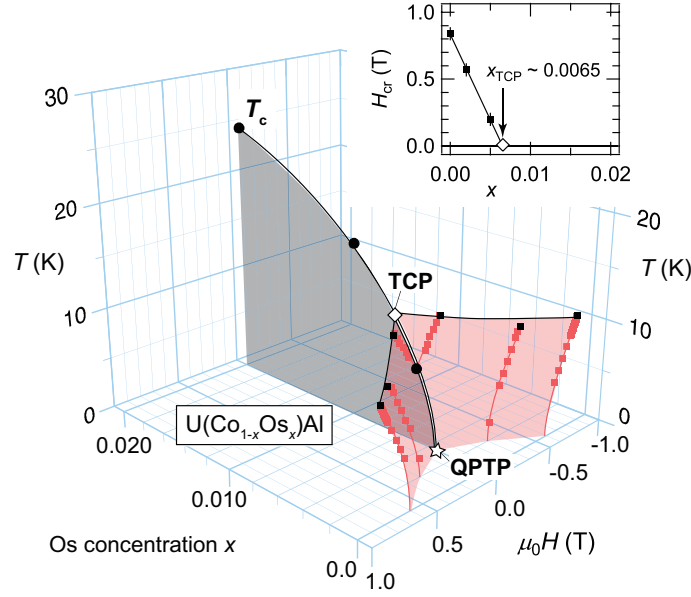 1.0
0.5
0.0
H_cr (T)
x_TCP ~ 0.0065
0.00
0.01
0.02
x
30
20
10
0
T (K)
T_c
TCP
QPTP
20
10
0
T (K)
U(Co_{1-x}Os_x)Al
0.020
0.010
0.0
Os concentration x
1.0
0.5
0.0
-0.5
-1.0
μ_0H (T)